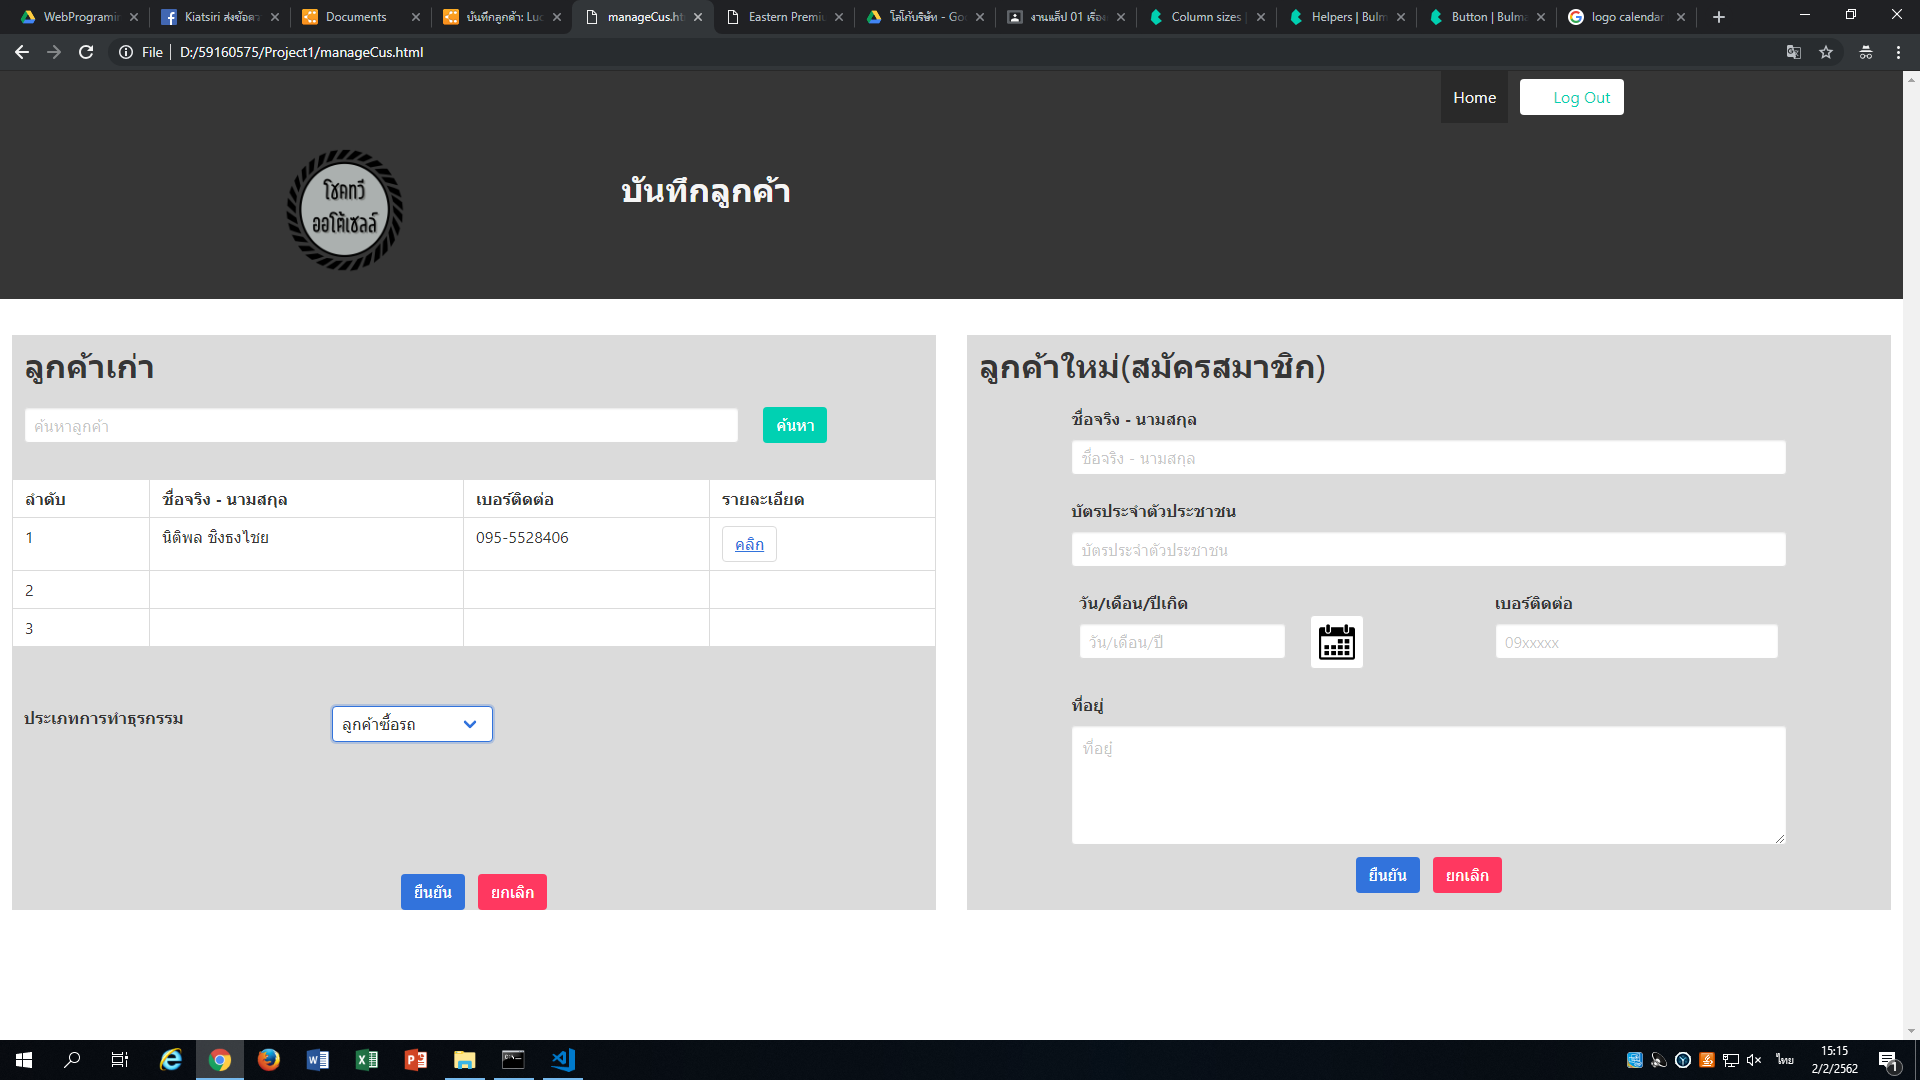 WebProgramin
Kiatsiri ส่งข้อคว
Documents
บันทึกลูกค้า: Luc
manageCus.ht
Eastern Premiu
โลโก้บริษัท - Goo
งานแล็ป 01 เรื่อง
Column sizes |
Helpers | Bulm
Button | Bulma
logo calendar
File
D:/59160575/Project1/manageCus.html
Home
Log Out
โชคทวี
ออโต้เซลล์
บันทึกลูกค้า
ลูกค้าเก่า
ค้นหาลูกค้า
ค้นหา
ลำดับ
ชื่อจริง - นามสกุล
เบอร์ติดต่อ
รายละเอียด
1
นิติพล ชิงธงไชย
095-5528406
คลิก
2
3
ประเภทการทำธุรกรรม
ลูกค้าซื้อรถ
ยืนยัน
ยกเลิก
ลูกค้าใหม่(สมัครสมาชิก)
ชื่อจริง - นามสกุล
ชื่อจริง - นามสกุล
บัตรประจำตัวประชาชน
บัตรประจำตัวประชาชน
วัน/เดือน/ปีเกิด
เบอร์ติดต่อ
วัน/เดือน/ปี
09xxxxx
ที่อยู่
ที่อยู่
ยืนยัน
ยกเลิก
ไทย
15:15
2/2/2562
1